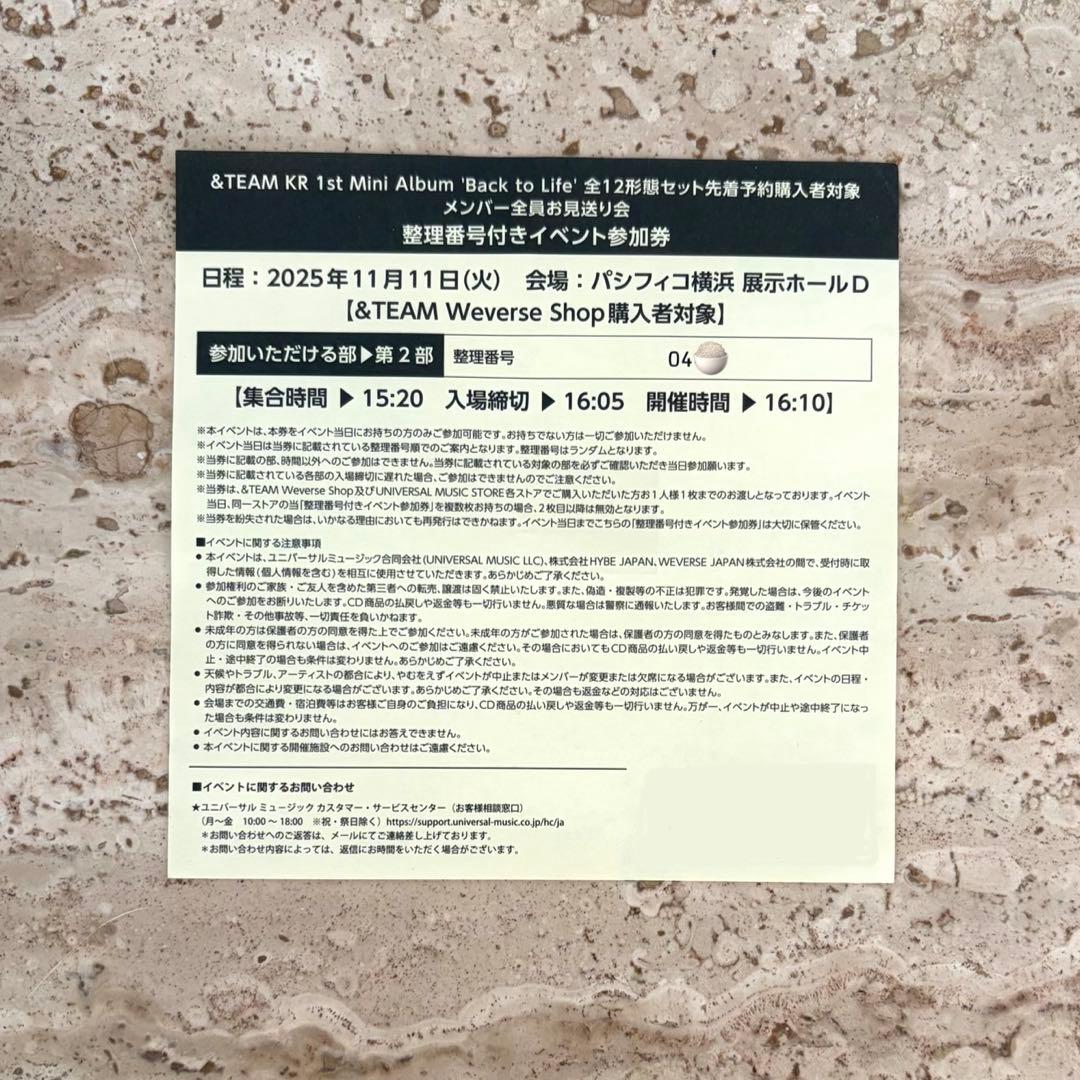 &TEAM KR 1st Mini Album 'Back to Life' 全12形態セット先着予約購入者対象
メンバー全員お見送り会
整理番号付きイベント参加券
日程：2025年11月11日(火) 会場：パシフィコ横浜 展示ホールD
【&TEAM Weverse Shop購入者対象】
参加いただける部▶第2部 整理番号 04
【集合時間 ▶ 15:20 入場締切 ▶ 16:05 開催時間 ▶ 16:10】
※本イベントは、本券をイベント当日にお持ちの方のみご参加可能です。お持ちでない方は一切ご参加いただけません。
※イベント当日は当券に記載されている整理番号順でのご案内となります。整理番号はランダムとなります。
※当券に記載の部、時間以外へのご参加はできません。当券に記載されている対象の部を必ずご確認いただき当日参加願います。
※当券に記載されている各部の入場締切に遅れた場合、ご参加はできませんのでご注意ください。
※当券は、&TEAM Weverse Shop及びUNIVERSAL MUSIC STORE各ストアでご購入いただいた方お1人様1枚までのお渡しとなっております。イベント
当日、同一ストアの当「整理番号付きイベント参加券」を複数枚お持ちの場合、2枚目以降は無効となります。
※当券を紛失された場合は、いかなる理由においても再発行はできかねます。イベント当日までこちらの「整理番号付きイベント参加券」は大切に保管ください。
■イベントに関する注意事項
● 本イベントは、ユニバーサルミュージック合同会社(UNIVERSAL MUSIC LLC)、株式会社HYBE JAPAN、WEVERSE JAPAN株式会社の間で、受付時に取
得した情報(個人情報を含む)を相互に使用させていただきます。あらかじめご了承ください。
● 参加権利のご家族・ご友人を含めた第三者への転売、譲渡は固く禁止いたします。また、偽造・複製等の不正は犯罪です。発覚した場合は、今後のイベント
へのご参加をお断りいたします。CD商品の払戻しや返金等も一切行いません。悪質な場合は警察に通報いたします。お客様間での盗難・トラブル・チケッ
ト詐欺・その他事故等、一切責任を負いかねます。
● 未成年の方は保護者の方の同意を得た上でご参加ください。未成年の方がご参加された場合は、保護者の方の同意を得たものとみなします。また、保護者
の方に同意を得られない場合は、イベントへのご参加はご遠慮ください。その場合においてもCD商品の払い戻しや返金等も一切行いません。イベント中
止・途中終了の場合も条件は変わりません。あらかじめご了承ください。
● 天候やトラブル、アーティストの都合により、やむをえずイベントが中止またはメンバーが変更または欠席になる場合がございます。また、イベントの日程・
内容が都合により変更になる場合がございます。あらかじめご了承ください。その場合も返金などの対応はございません。
● 会場までの交通費・宿泊費等はお客様ご自身のご負担になり、CD商品の払い戻しや返金等も一切行いません。万が一、イベントが中止や途中終了になっ
た場合も条件は変わりません。
● イベント内容に関するお問い合わせにはお答えできません。
● 本イベントに関する開催施設へのお問い合わせはご遠慮ください。
■イベントに関するお問い合わせ
★ユニバーサル ミュージック カスタマー・サービスセンター（お客様相談窓口）
（月～金 10:00～18:00 ※祝・祭日除く）https://support.universal-music.co.jp/hc/ja
＊お問い合わせへのご返答は、メールにてご連絡差し上げております。
＊お問い合わせ内容によっては、返信にお時間をいただく場合がございます。